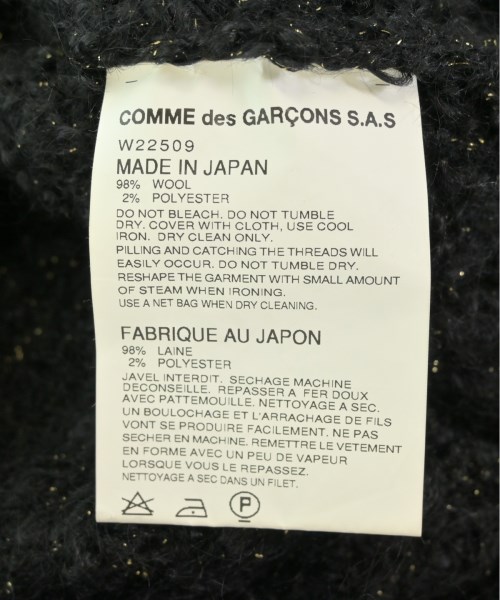 COMME des GARÇONS S.A.S
W22509
MADE IN JAPAN
98% WOOL
2% POLYESTER
DO NOT BLEACH. DO NOT TUMBLE
DRY. COVER WITH CLOTH, USE COOL
IRON. DRY CLEAN ONLY.
PILLING AND CATCHING THE THREADS WILL
EASILY OCCUR. DO NOT TUMBLE DRY.
RESHAPE THE GARMENT WITH SMALL AMOUNT
OF STEAM WHEN IRONING.
USE A NET BAG WHEN DRY CLEANING.
FABRIQUE AU JAPON
98% LAINE
2% POLYESTER
JAVEL INTERDIT. SECHAGE MACHINE
DECONSEILLE. REPASSER A FER DOUX
AVEC PATTEMOUILLE. NETTOYAGE A SEC.
UN BOULOCHAGE ET L'ARRACHAGE DE FILS
VONT SE PRODUIRE FACILEMENT. NE PAS
SECHER EN MACHINE. REMETTRE LE VETEMENT
EN FORME AVEC UN PEU DE VAPEUR
LORSQUE VOUS LE REPASSEZ.
NETTOYAGE A SEC DANS UN FILET.
P